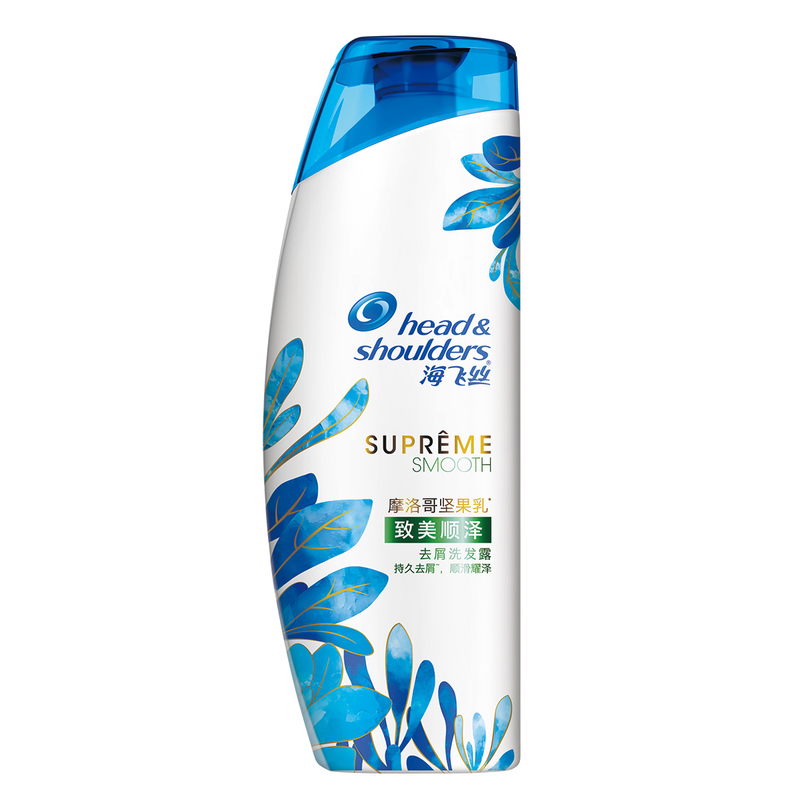 head &
shoulders®
海飞丝
SUPRÊME
SMOOTH
摩洛哥坚果乳*
致美顺泽
去屑洗发露
持久去屑**，顺滑耀泽